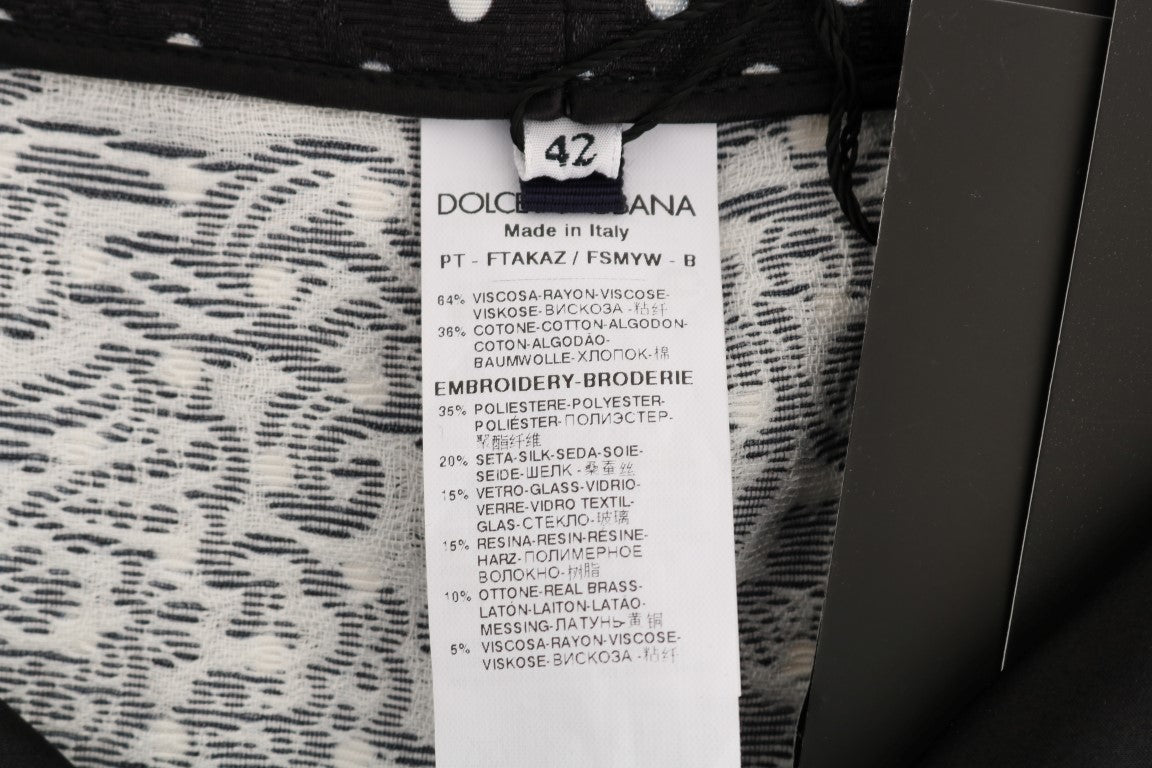 42
DOLCE BANA
Made in Italy
PT - FTAKAZ / FSMYW - B
64% VISCOSA-RAYON-VISCOSE-
VISKOSE-ВИСКОЗА -粘纤
36% COTONE-COTTON-ALGODON-
COTON-ALGODÃO-
BAUMWOLLE-ХЛОПОК-棉
EMBROIDERY-BRODERIE
35% POLIESTERE-POLYESTER-
POLIÉSTER-ПОЛИЭСТЕР-
聚酯纤维
20% SETA-SILK-SEDA-SOIE-
SEIDE-ШЕЛК -桑蚕丝
15% VETRO-GLASS-VIDRIO-
VERRE-VIDRO TEXTIL-
GLAS-СТЕКЛО-玻璃
15% RESINA-RESIN-RÉSINE-
HARZ-ПОЛИМЕРНОЕ
ВОЛОКНО-树脂
10% OTTONE-REAL BRASS-
LATÓN-LAITON-LATAO-
MESSING-ЛАТУНЬ-黄铜
5% VISCOSA-RAYON-VISCOSE-
VISKOSE-ВИСКОЗА -粘纤